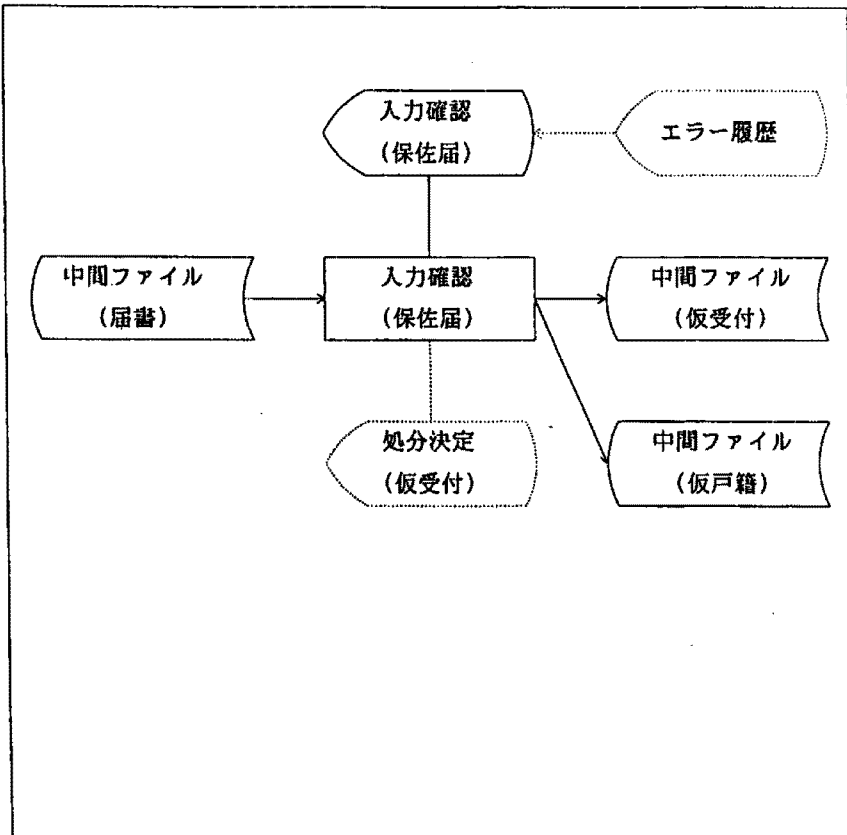 入力確認
(保佐届)
エラー履歴
中間ファイル
(届書)
入力確認
(保佐届)
中間ファイル
(仮受付)
処分決定
(仮受付)
中間ファイル
(仮戸籍)